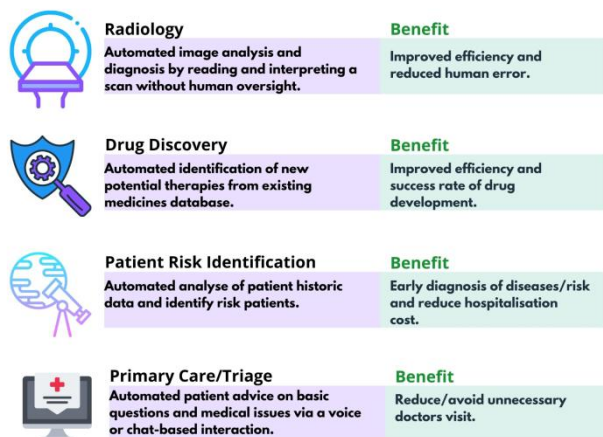 Radiology
Automated image analysis and
diagnosis by reading and interpreting a
scan without human oversight.
Benefit
Improved efficiency and
reduced human error.
Drug Discovery
Automated identification of new
potential therapies from existing
medicines database.
Benefit
Improved efficiency and
success rate of drug
development.
Patient Risk Identification
Automated analyse of patient historic
data and identify risk patients.
Benefit
Early diagnosis of diseases/risk
and reduce hospitalisation
cost.
Primary Care/Triage
Automated patient advice on basic
questions and medical issues via a voice
or chat-based interaction.
Benefit
Reduce/avoid unnecessary
doctors visit.